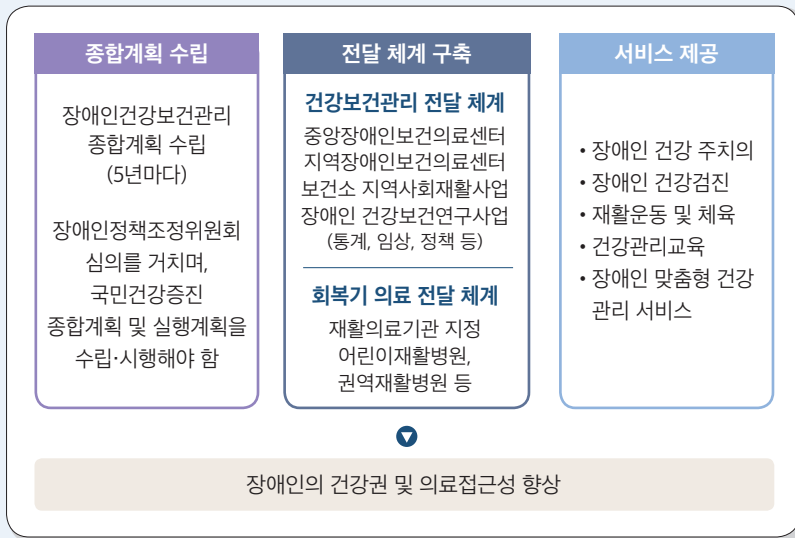 종합계획 수립
장애인건강보건관리
종합계획 수립
(5년마다)
장애인정책조정위원회
심의를 거치며,
국민건강증진
종합계획 및 실행계획을
수립·시행해야 함
전달 체계 구축
건강보건관리 전달 체계
중앙장애인보건의료센터
지역장애인보건의료센터
보건소 지역사회재활사업
장애인 건강보건연구사업
(통계, 임상, 정책 등)
회복기 의료 전달 체계
재활의료기관 지정
어린이재활병원,
권역재활병원 등
서비스 제공
• 장애인 건강 주치의
• 장애인 건강검진
• 재활운동 및 체육
• 건강관리교육
• 장애인 맞춤형 건강
관리 서비스
장애인의 건강권 및 의료접근성 향상